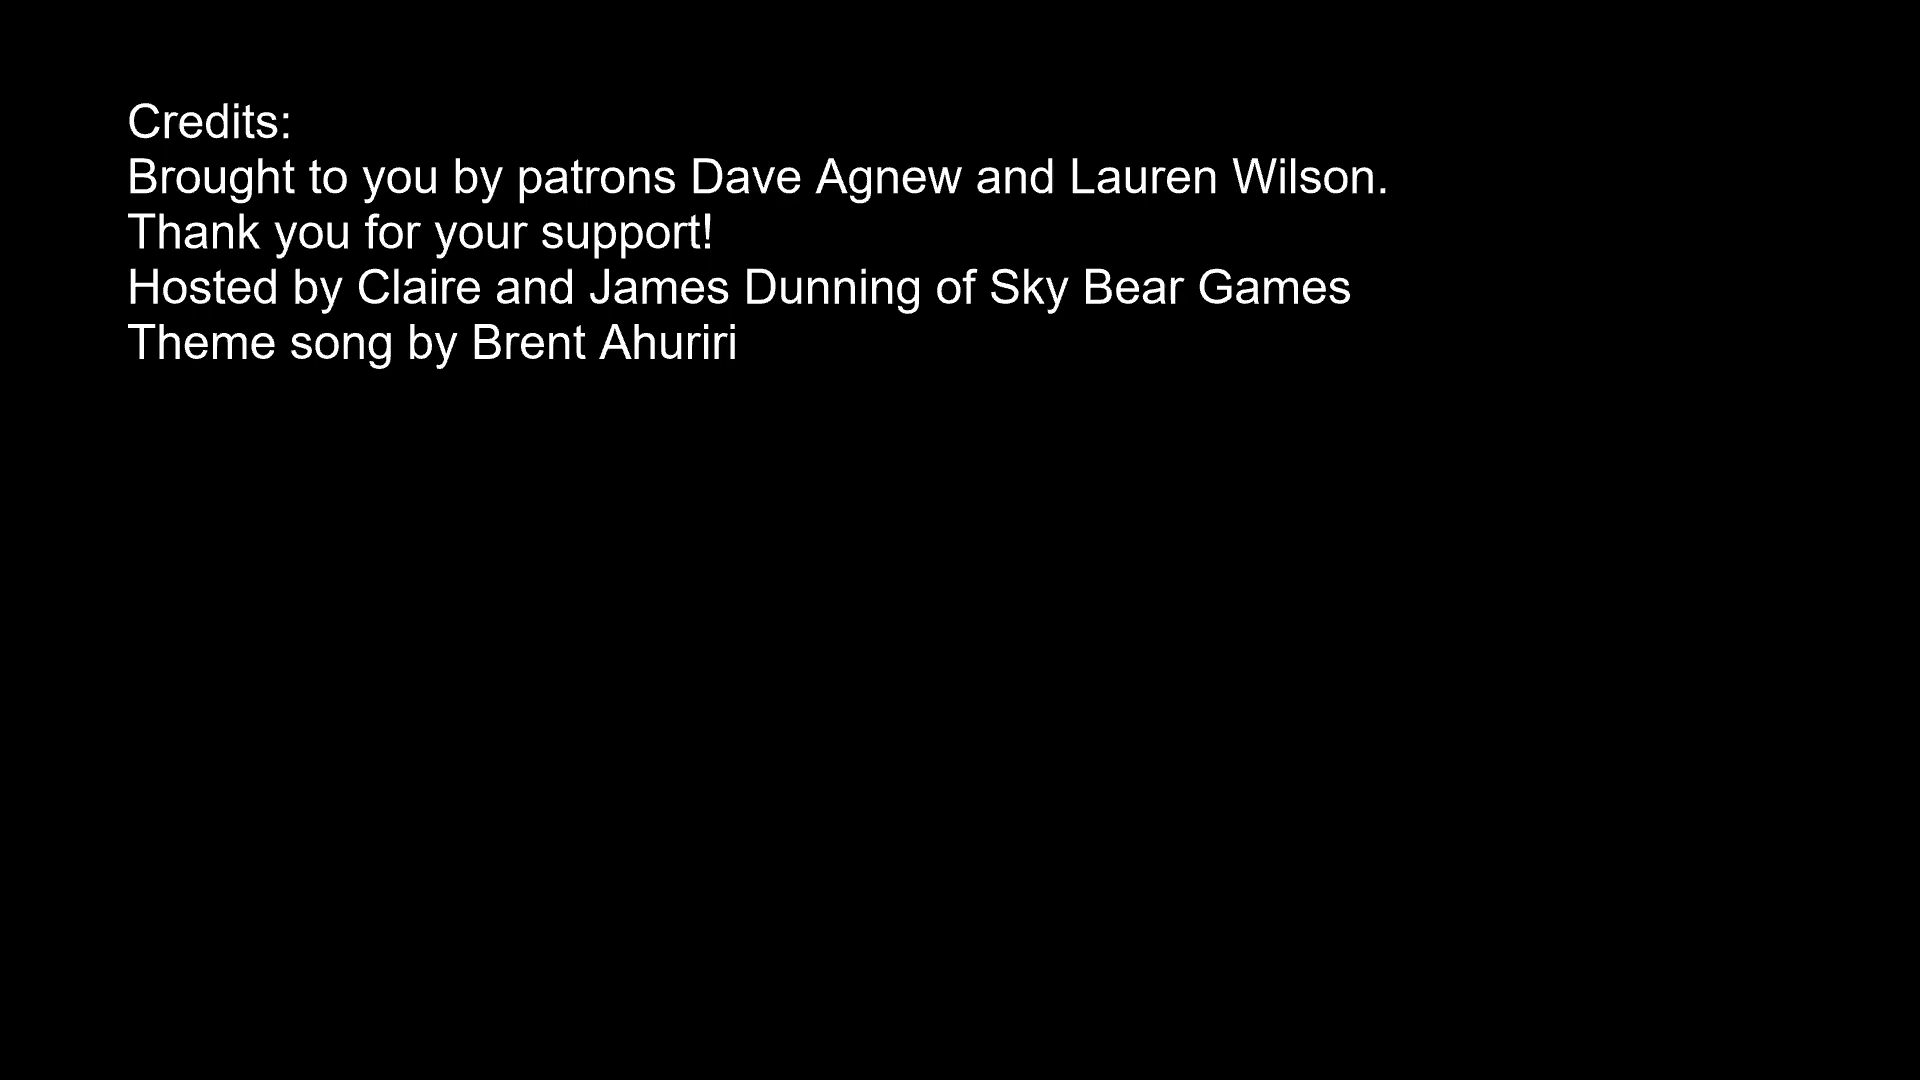 Credits:
Brought to you by patrons Dave Agnew and Lauren Wilson.
Thank you for your support!
Hosted by Claire and James Dunning of Sky Bear Games
Theme song by Brent Ahuriri